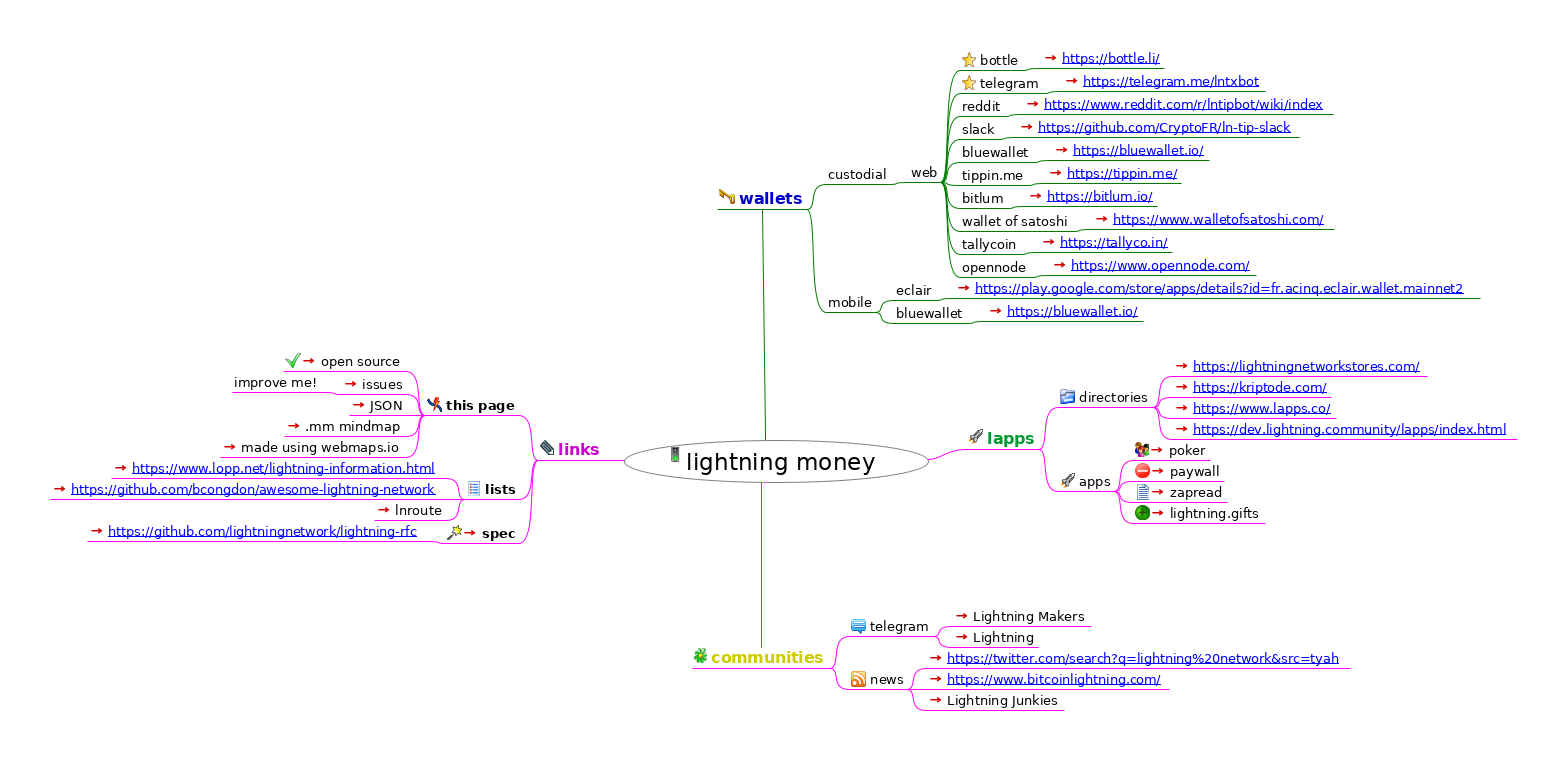 lightning money
wallets
custodial
web
bottle
https://bottle.li/
telegram
https://telegram.me/lntxbot
reddit
https://www.reddit.com/r/lntipbot/wiki/index
slack
https://github.com/CryptoFR/ln-tip-slack
bluewallet
https://bluewallet.io/
tippin.me
https://tippin.me/
bitlum
https://bitlum.io/
wallet of satoshi
https://www.walletofsatoshi.com/
tallycoin
https://tallyco.in/
opennode
https://www.opennode.com/
mobile
eclair
https://play.google.com/store/apps/details?id=fr.acinq.eclair.wallet.mainnet2
bluewallet
https://bluewallet.io/
lapps
directories
https://lightningnetworkstores.com/
https://kriptode.com/
https://www.lapps.co/
https://dev.lightning.community/lapps/index.html
apps
poker
paywall
zapread
lightning.gifts
links
this page
open source
issues
improve me!
JSON
.mm mindmap
made using webmaps.io
lists
https://www.lopp.net/lightning-information.html
https://github.com/bcongdon/awesome-lightning-network
lnroute
spec
https://github.com/lightningnetwork/lightning-rfc
communities
telegram
Lightning Makers
Lightning
news
https://twitter.com/search?q=lightning%20network&src=tyah
https://www.bitcoinlightning.com/
Lightning Junkies